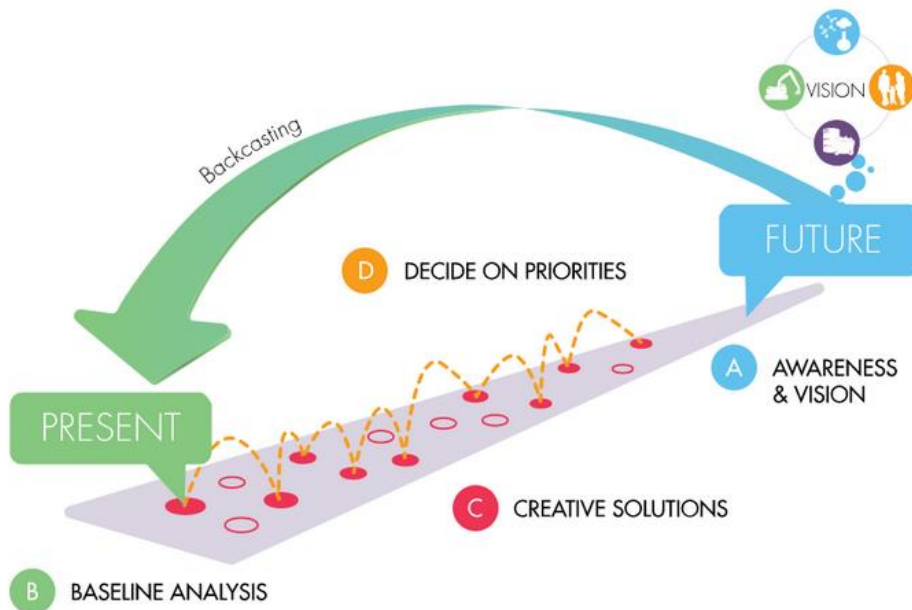 VISION
Backcasting
FUTURE
D DECIDE ON PRIORITIES
A AWARENESS
& VISION
PRESENT
C CREATIVE SOLUTIONS
B BASELINE ANALYSIS